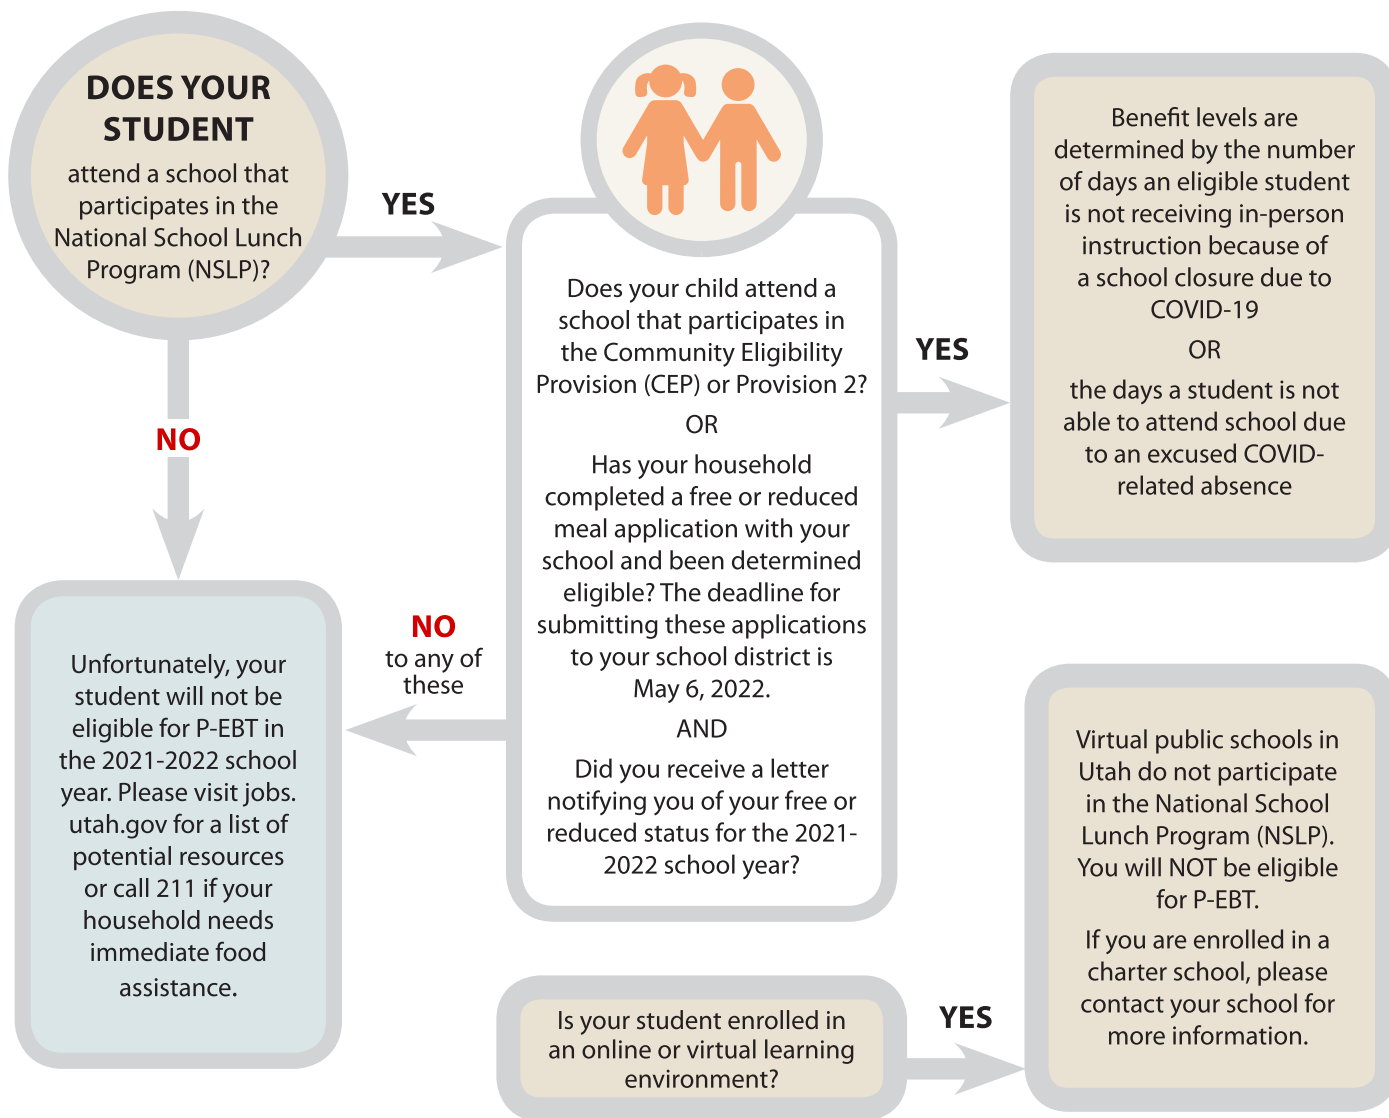 DOES YOUR
STUDENT
attend a school that
participates in the
National School Lunch
Program (NSLP)?
YES
NO
Does your child attend a
school that participates in
the Community Eligibility
Provision (CEP) or Provision 2?
OR
Has your household
completed a free or reduced
meal application with your
school and been determined
eligible? The deadline for
submitting these applications
to your school district is
May 6, 2022.
AND
Did you receive a letter
notifying you of your free or
reduced status for the 2021-
2022 school year?
YES
Benefit levels are
determined by the number
of days an eligible student
is not receiving in-person
instruction because of
a school closure due to
COVID-19
OR
the days a student is not
able to attend school due
to an excused COVID-
related absence
NO
to any of
these
Unfortunately, your
student will not be
eligible for P-EBT in
the 2021-2022 school
year. Please visit jobs.
utah.gov for a list of
potential resources
or call 211 if your
household needs
immediate food
assistance.
Is your student enrolled in
an online or virtual learning
environment?
YES
Virtual public schools in
Utah do not participate
in the National School
Lunch Program (NSLP).
You will NOT be eligible
for P-EBT.
If you are enrolled in a
charter school, please
contact your school for
more information.